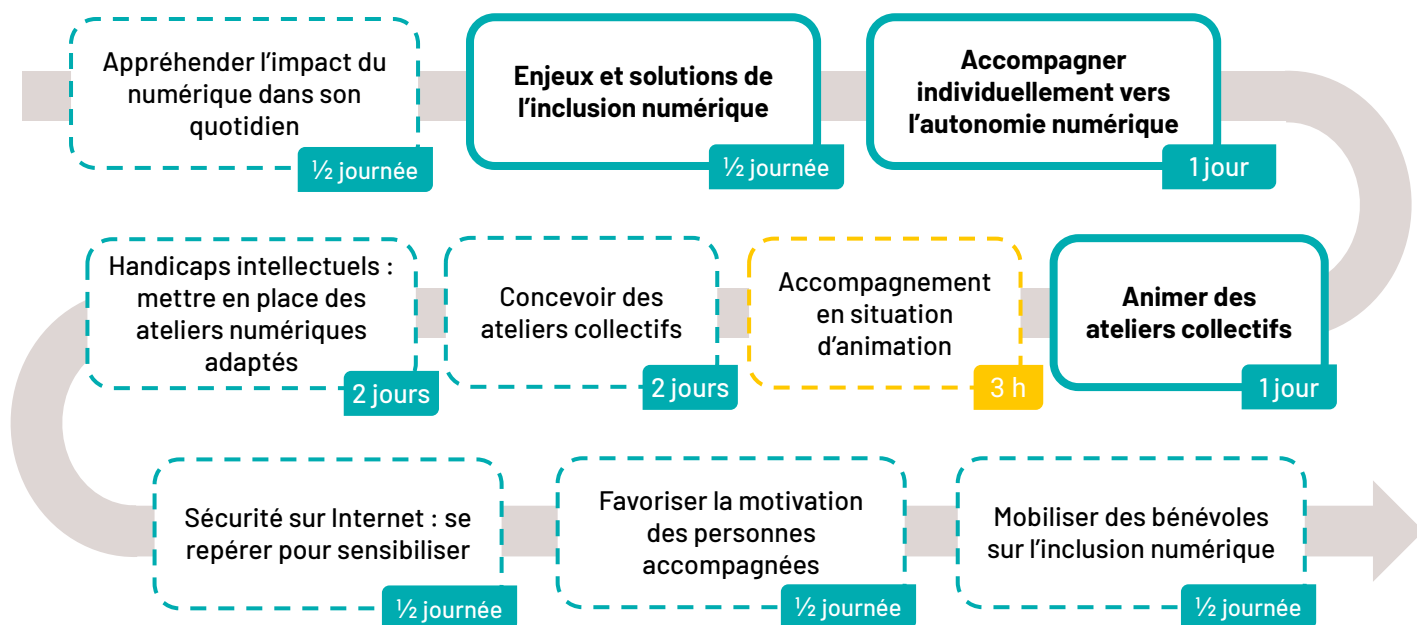 Appréhender l’impact du
numérique dans son
quotidien
½ journée
Enjeux et solutions de
l’inclusion numérique
½ journée
Accompagner
individuellement vers
l’autonomie numérique
1 jour
Animer des
ateliers collectifs
1 jour
Accompagnement
en situation
d’animation
3 h
Concevoir des
ateliers collectifs
2 jours
Handicaps intellectuels :
mettre en place des
ateliers numériques
adaptés
2 jours
Sécurité sur Internet : se
repérer pour sensibiliser
½ journée
Favoriser la motivation
des personnes
accompagnées
½ journée
Mobiliser des bénévoles
sur l’inclusion numérique
½ journée